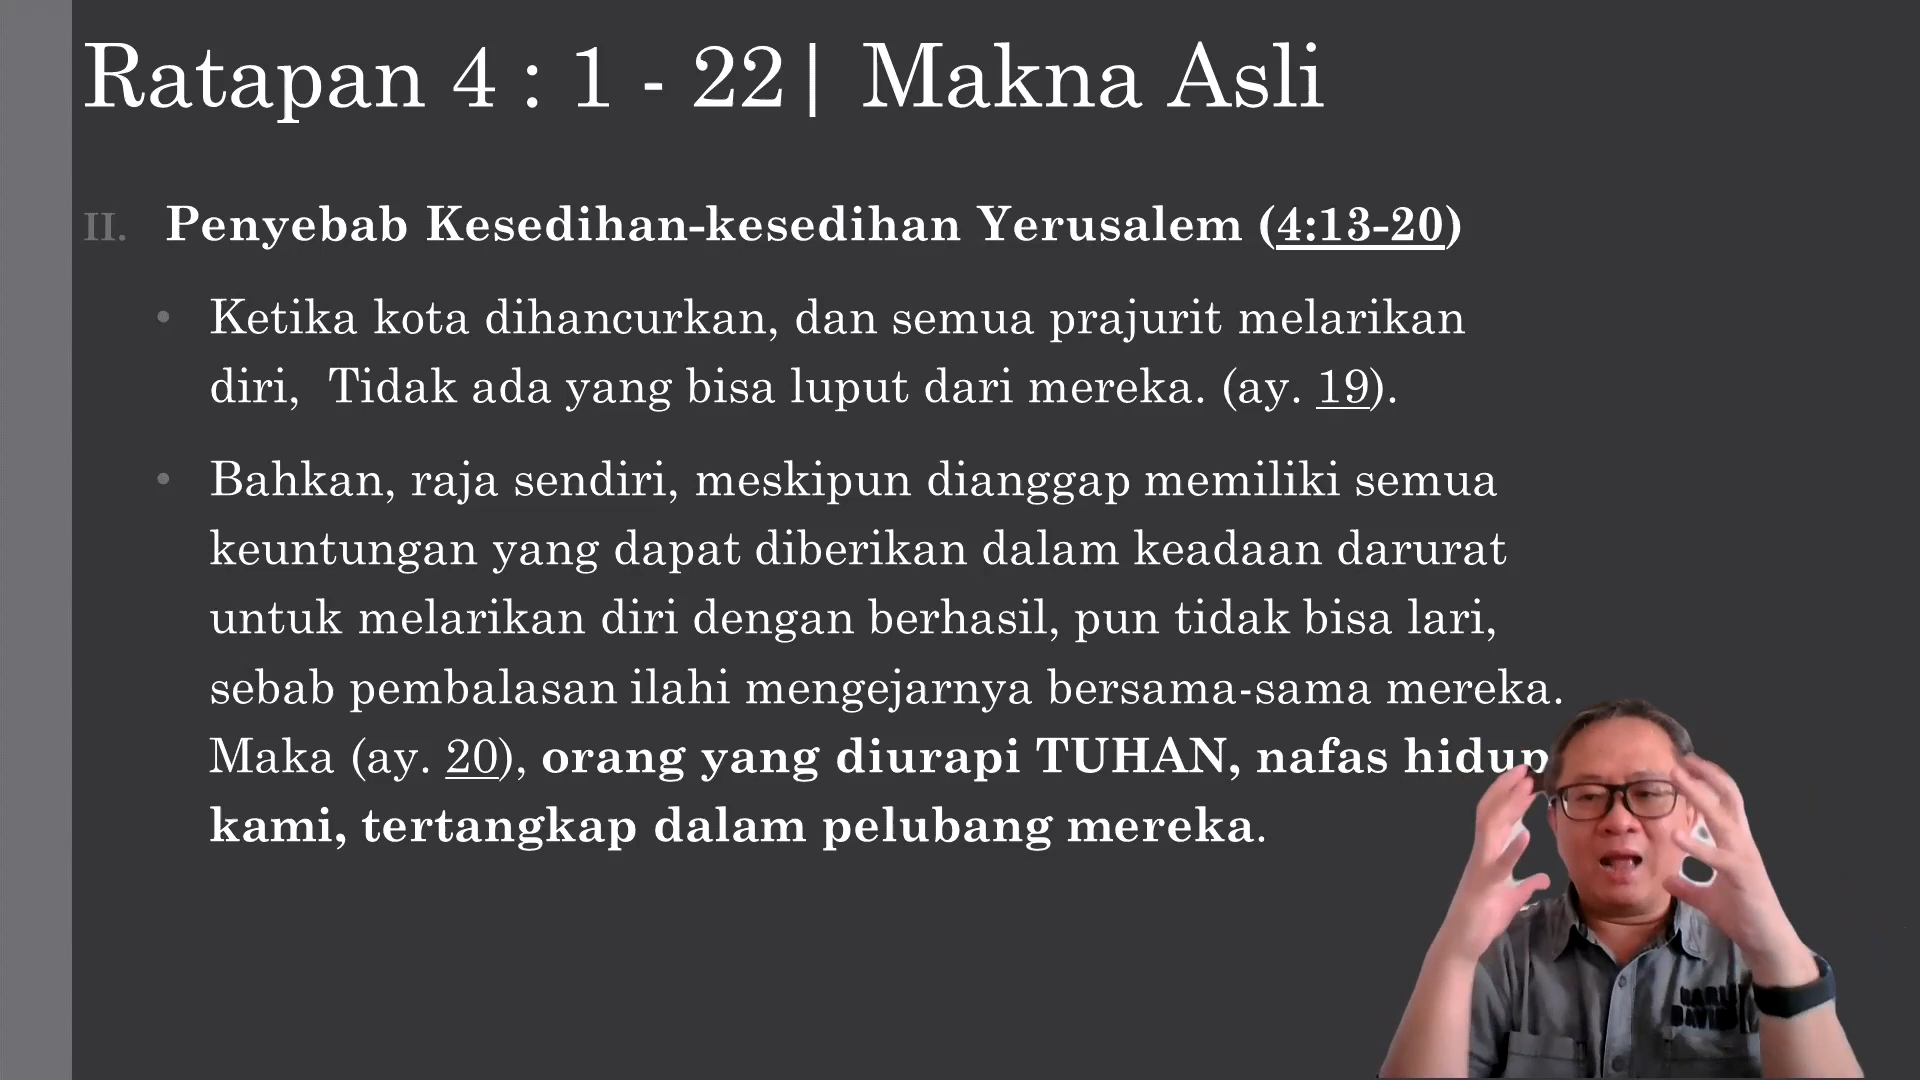 Ratapan 4 : 1 - 22| Makna Asli
II. Penyebab Kesedihan-kesedihan Yerusalem (4:13-20)
• Ketika kota dihancurkan, dan semua prajurit melarikan
diri, Tidak ada yang bisa luput dari mereka. (ay. 19).
• Bahkan, raja sendiri, meskipun dianggap memiliki semua
keuntungan yang dapat diberikan dalam keadaan darurat
untuk melarikan diri dengan berhasil, pun tidak bisa lari,
sebab pembalasan ilahi mengejarnya bersama-sama mereka.
Maka (ay. 20), orang yang diurapi TUHAN, nafas hidup
kami, tertangkap dalam pelubang mereka.